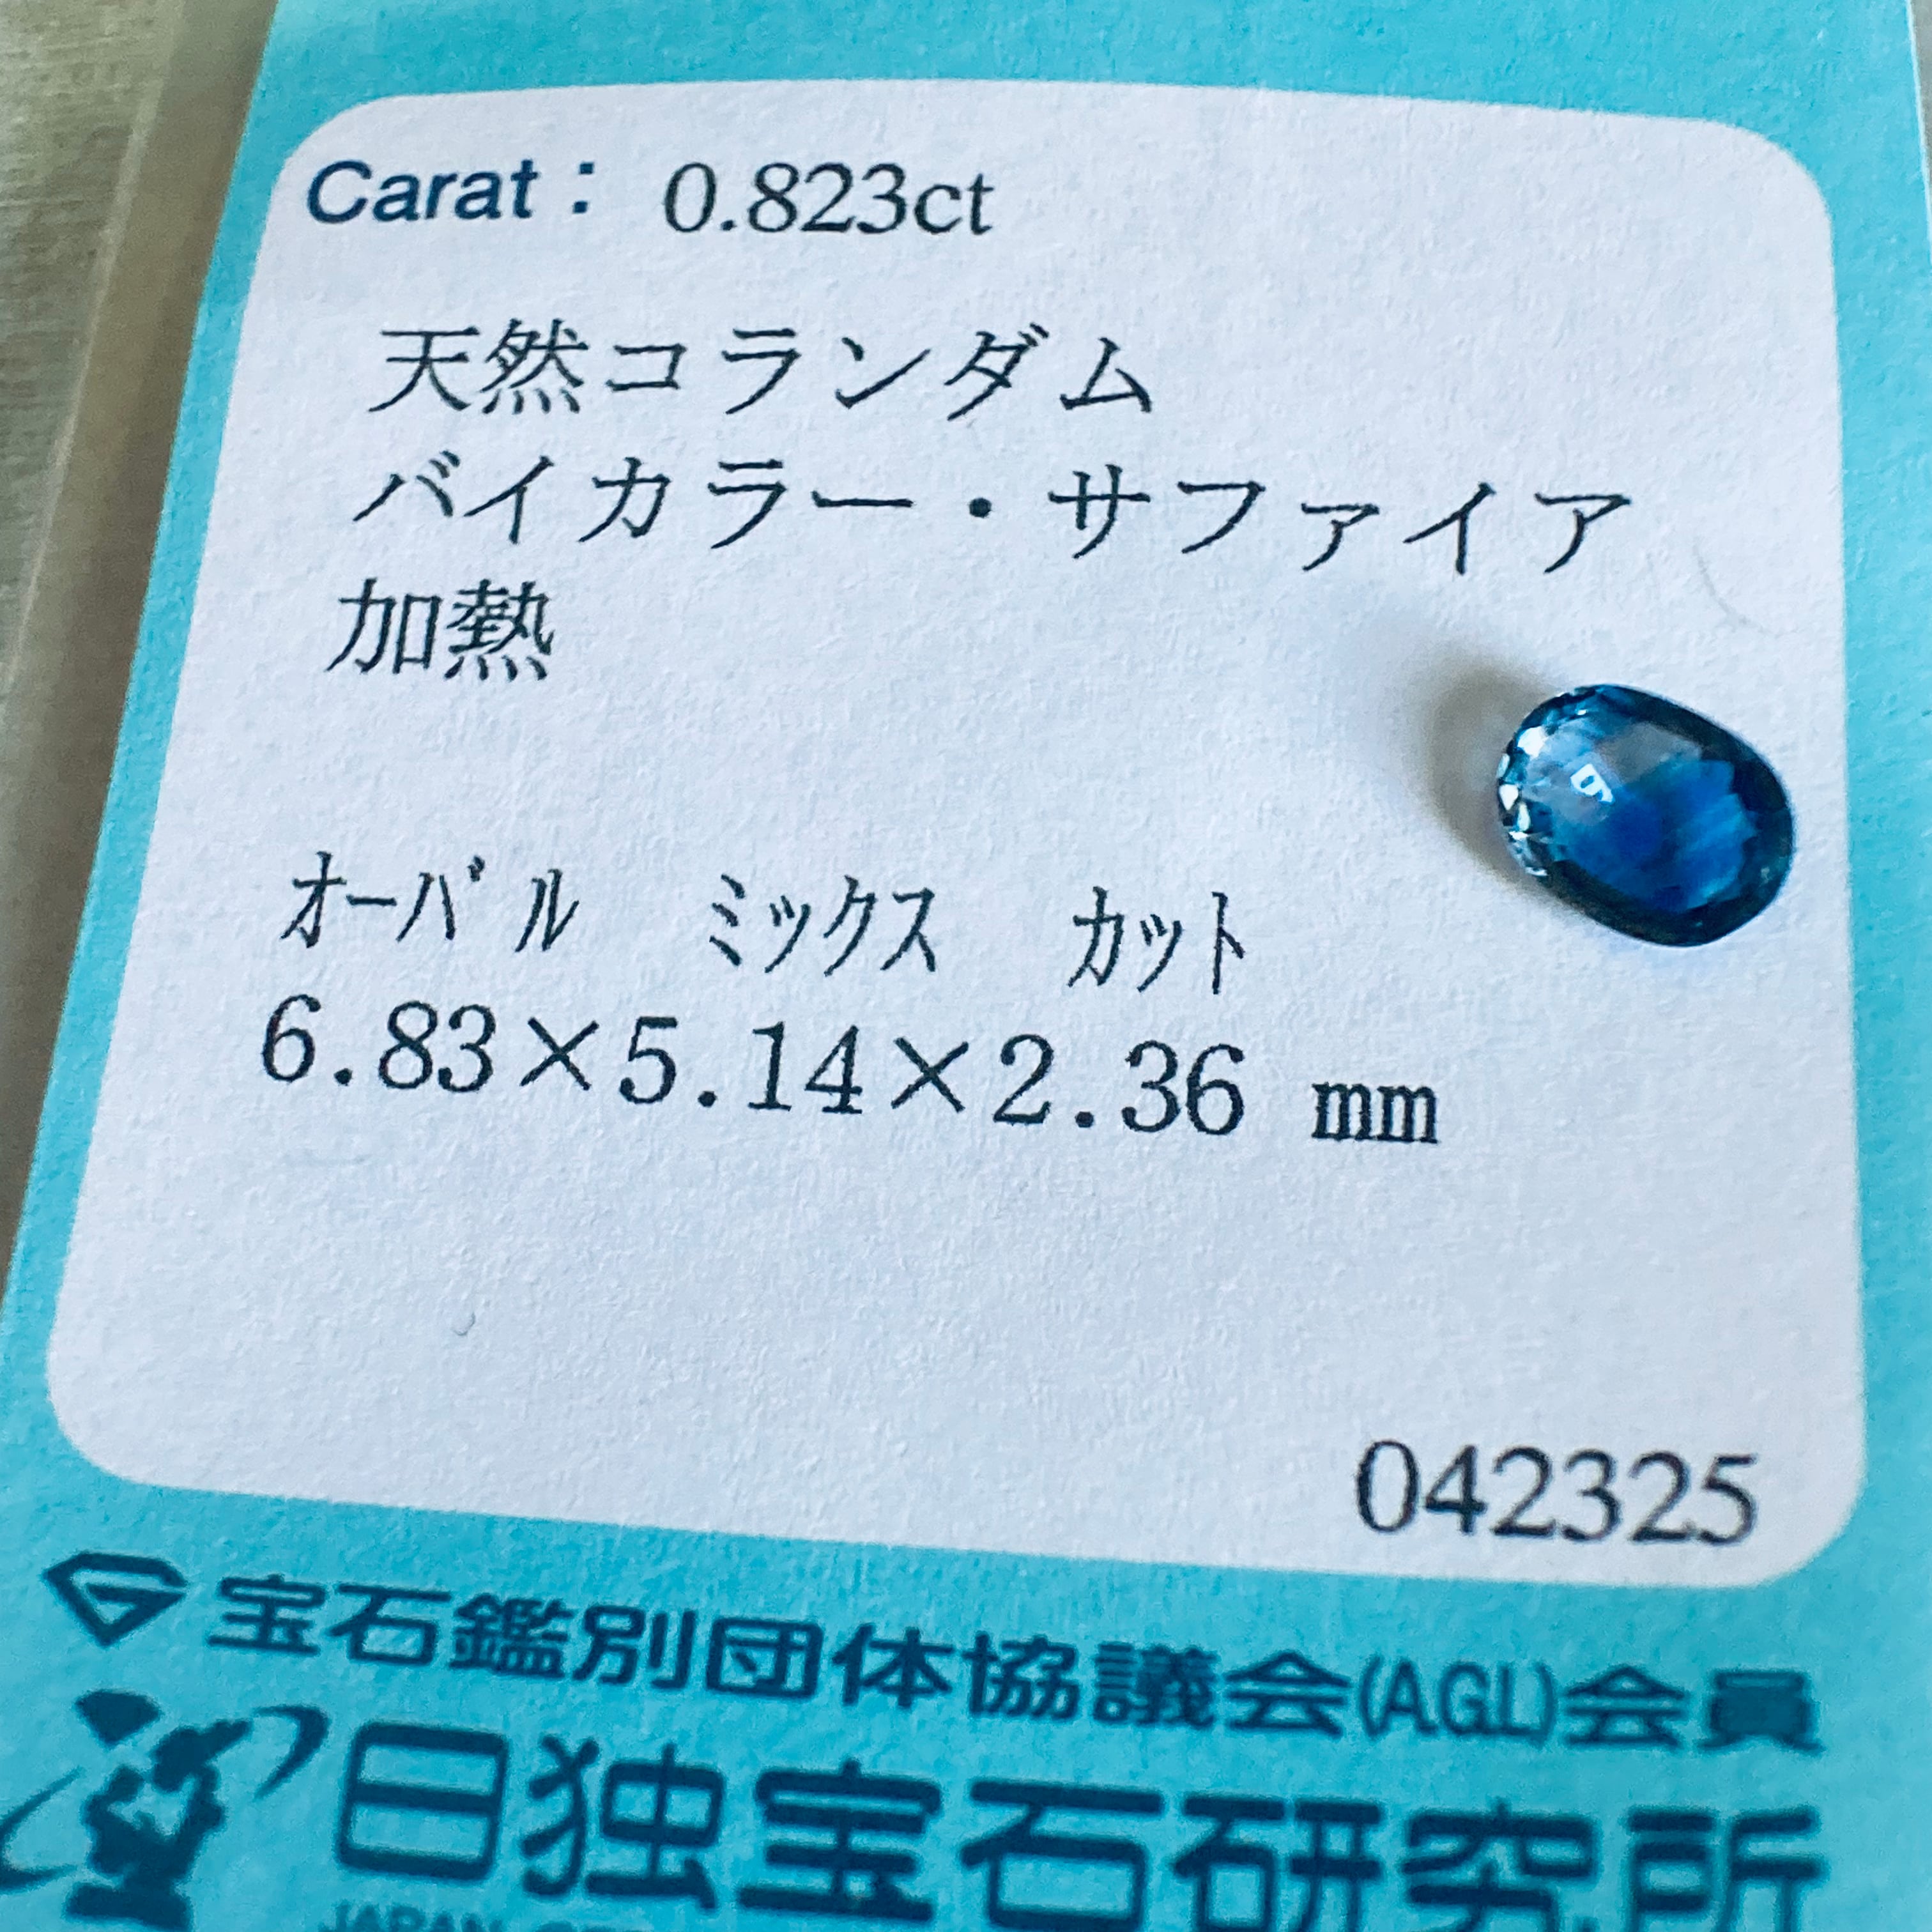 Carat： 0.823ct
天然コランダム
バイカラー・サファイア
加熱
ｵｰﾊﾞﾙ ﾐｯｸｽ ｶｯﾄ
6.83×5.14×2.36 mm
042325
宝石鑑別団体協議会(AGL)会員
日独宝石研究所
JAPAN